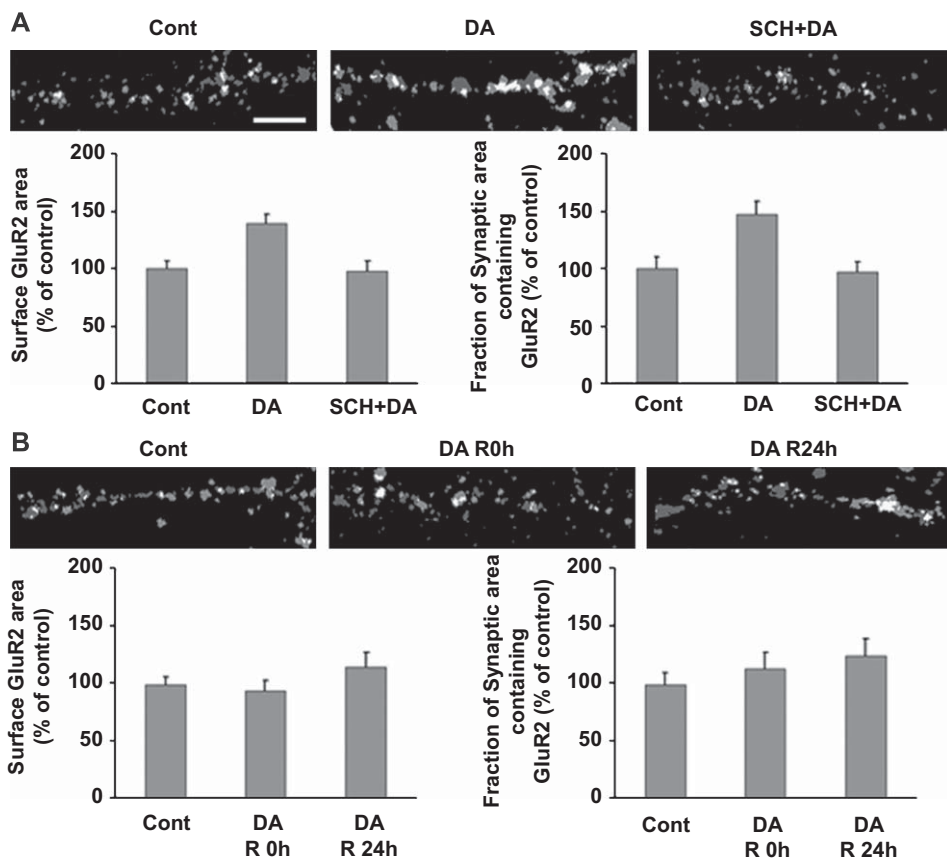 A
Cont
DA
SCH+DA
Surface GluR2 area
(% of control)
200
150
100
50
0
Cont
DA
SCH+DA
Fraction of Synaptic area
containing
GluR2 (% of control)
200
150
100
50
0
Cont
DA
SCH+DA
B
Cont
DA R0h
DA R24h
Surface GluR2 area
(% of control)
200
150
100
50
0
Cont
DA
R 0h
DA
R 24h
Fraction of Synaptic area
containing
GluR2 (% of control)
200
150
100
50
0
Cont
DA
R 0h
DA
R 24h